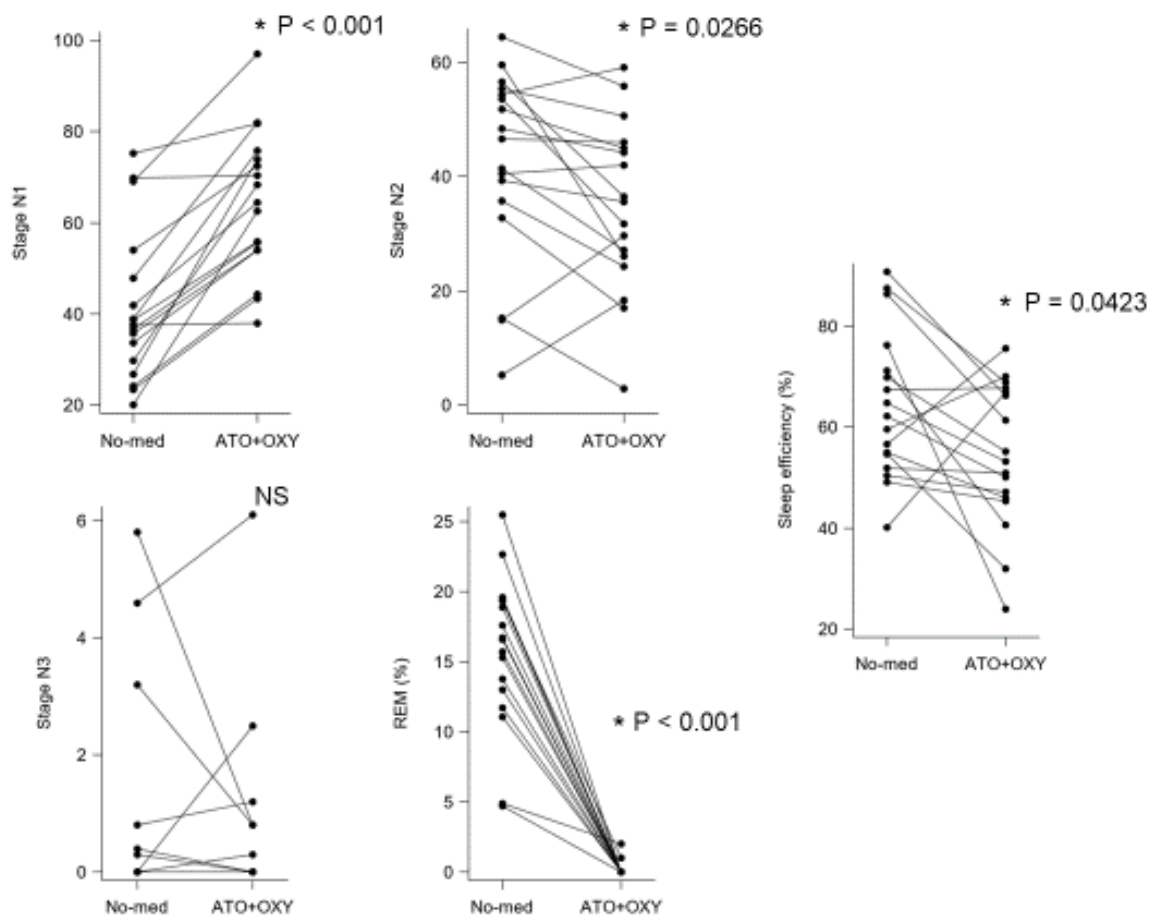 * P < 0.001
100
80
60
40
20
Stage N1
No-med ATO+OXY
* P = 0.0266
60
40
20
0
Stage N2
No-med ATO+OXY
* P = 0.0423
80
60
40
20
Sleep efficiency (%)
No-med ATO+OXY
NS
6
4
2
0
Stage N3
No-med ATO+OXY
25
20
15
10
5
0
REM (%)
* P < 0.001
No-med ATO+OXY